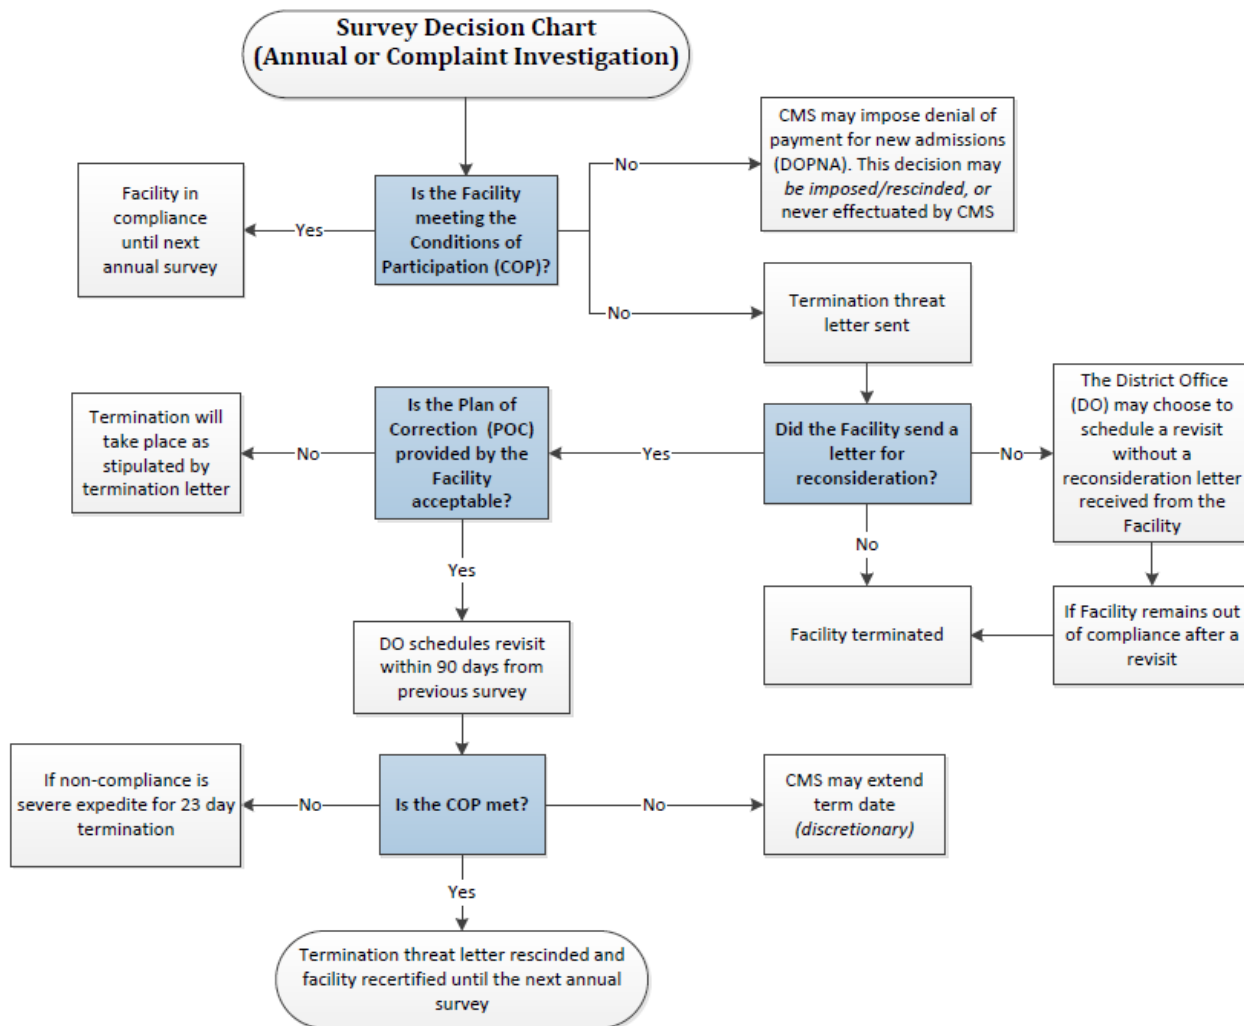 Survey Decision Chart
(Annual or Complaint Investigation)
CMS may impose denial of
payment for new admissions
(DOPNA). This decision may
be imposed/rescinded, or
never effectuated by CMS
No
Facility in
compliance
until next
annual survey
Yes
Is the Facility
meeting the
Conditions of
Participation (COP)?
No
Termination threat
letter sent
Termination will
take place as
stipulated by
termination letter
No
Is the Plan of
Correction (POC)
provided by the
Facility
acceptable?
Yes
Did the Facility send a
letter for
reconsideration?
No
The District Office
(DO) may choose to
schedule a revisit
without a
reconsideration letter
received from the
Facility
No
Yes
Facility terminated
If Facility remains out
of compliance after a
revisit
DO schedules revisit
within 90 days from
previous survey
If non-compliance is
severe expedite for 23 day
termination
No
Is the COP met?
No
CMS may extend
term date
(discretionary)
Yes
Termination threat letter rescinded and
facility recertified until the next annual
survey